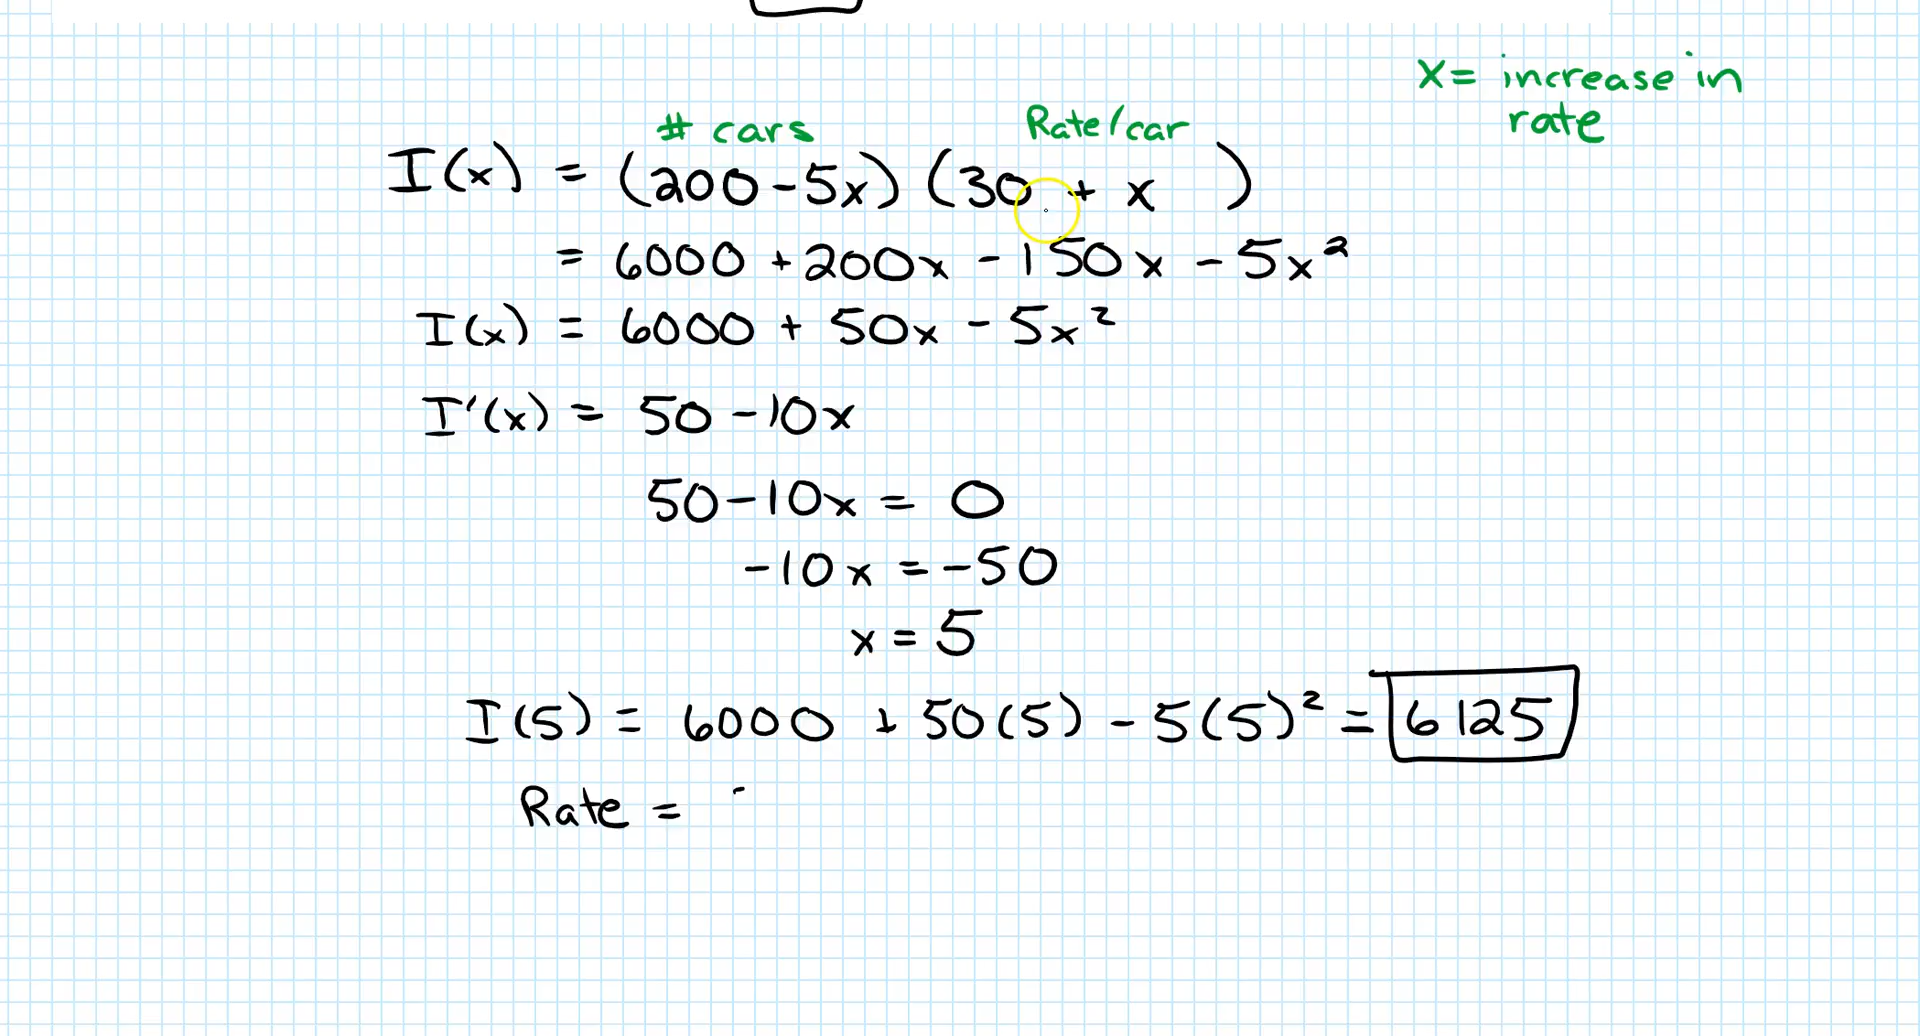 X = increase in
rate
# cars Rate/car
I(x) = (200 - 5x) (30 + x )
= 6000 + 200x - 150x - 5x²
I(x) = 6000 + 50x - 5x²
I'(x) = 50 - 10x
50 - 10x = 0
-10x = -50
x = 5
I(5) = 6000 + 50(5) - 5(5)² = 6125
Rate =